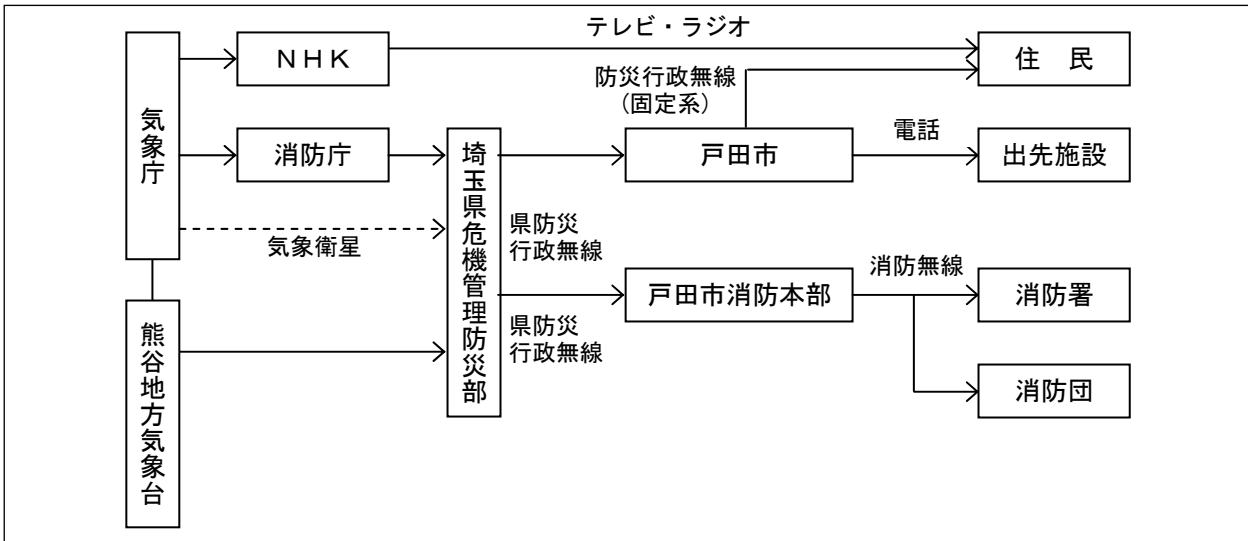 テレビ・ラジオ
ＮＨＫ
住　民
防災行政無線
（固定系）
気象庁
消防庁
埼玉県危機管理防災部
戸田市
電話
出先施設
気象衛星
県防災
行政無線
消防無線
戸田市消防本部
消防署
県防災
行政無線
熊谷地方気象台
消防団